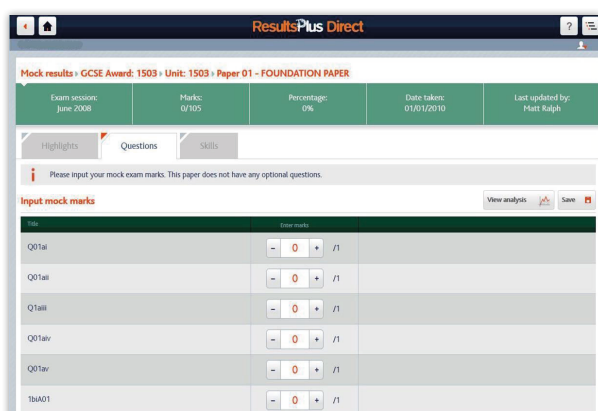 ResultsPlus Direct
?
Mock results GCSE Award: 1503 Unit: 1503 Paper 01 - FOUNDATION PAPER
Exam session: Marks: Percentage: Date taken: Last updated by:
June 2008 0/105 0% 01/01/2010 Matt Ralph
Highlights Questions Skills
i Please input your mock exam marks. This paper does not have any optional questions.
Input mock marks View analysis Save
Title Enter marks
Q01ai - 0 + /1
Q01aii - 0 + /1
Q1aiii - 0 + /1
Q01aiv - 0 + /1
Q01av - 0 + /1
1biA01 - 0 + /1